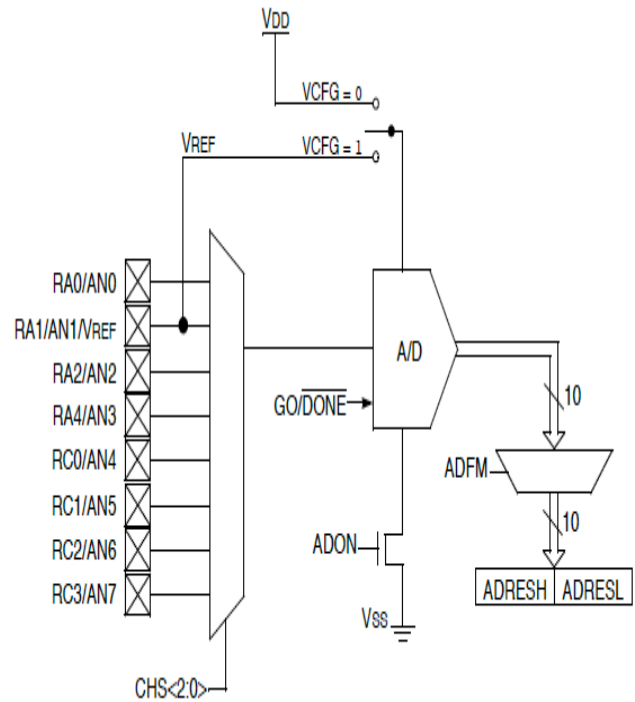 VDD
VCFG = 0
VREF
VCFG = 1
RA0/AN0
RA1/AN1/VREF
RA2/AN2
RA4/AN3
RC0/AN4
RC1/AN5
RC2/AN6
RC3/AN7
A/D
GO/DONE
10
ADFM
10
ADON
ADRESH ADRESL
VSS
CHS<2:0>